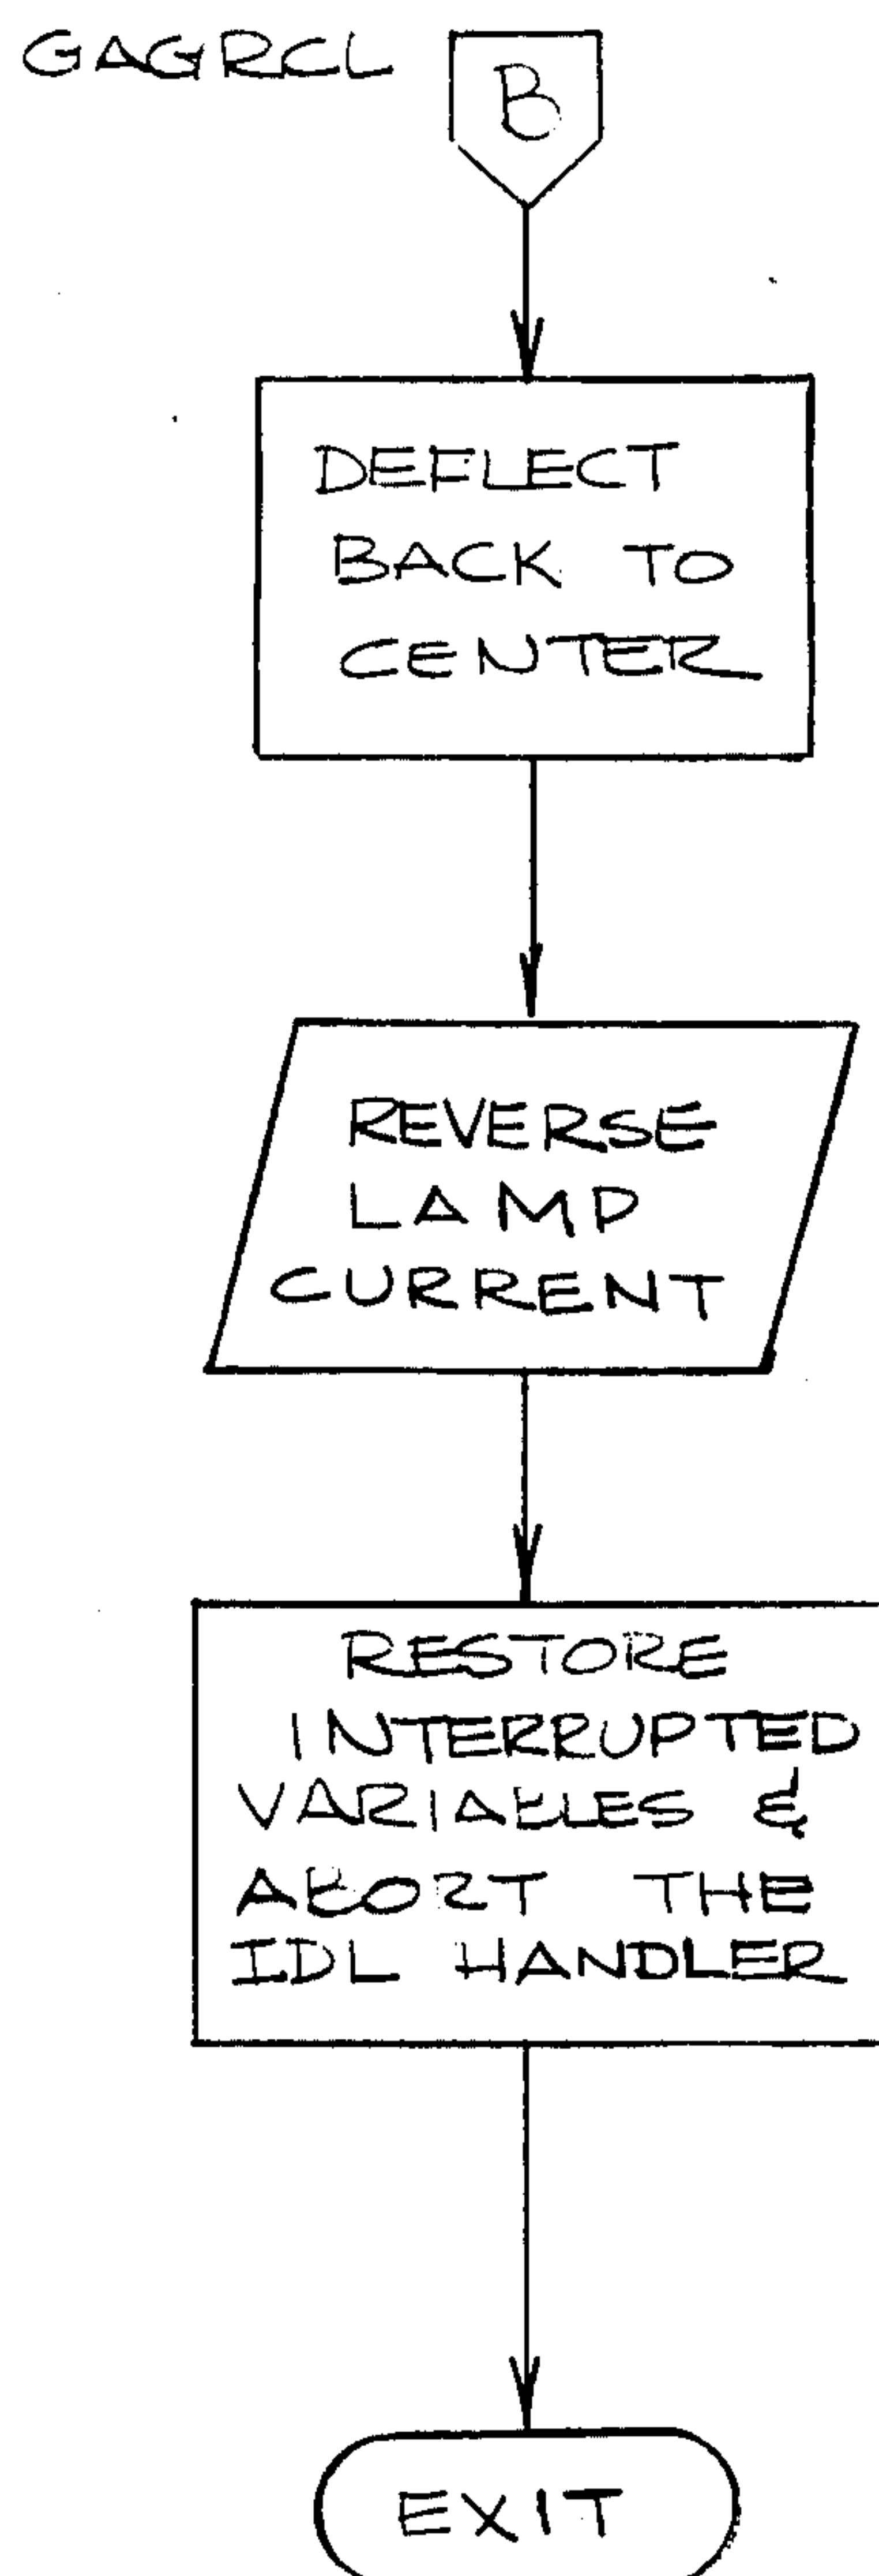 GAGRCL
B
DEFLECT
BACK TO
CENTER
REVERSE
LAMP
CURRENT
RESTORE
INTERRUPTED
VARIABLES &
ABORT THE
IDL HANDLER
EXIT